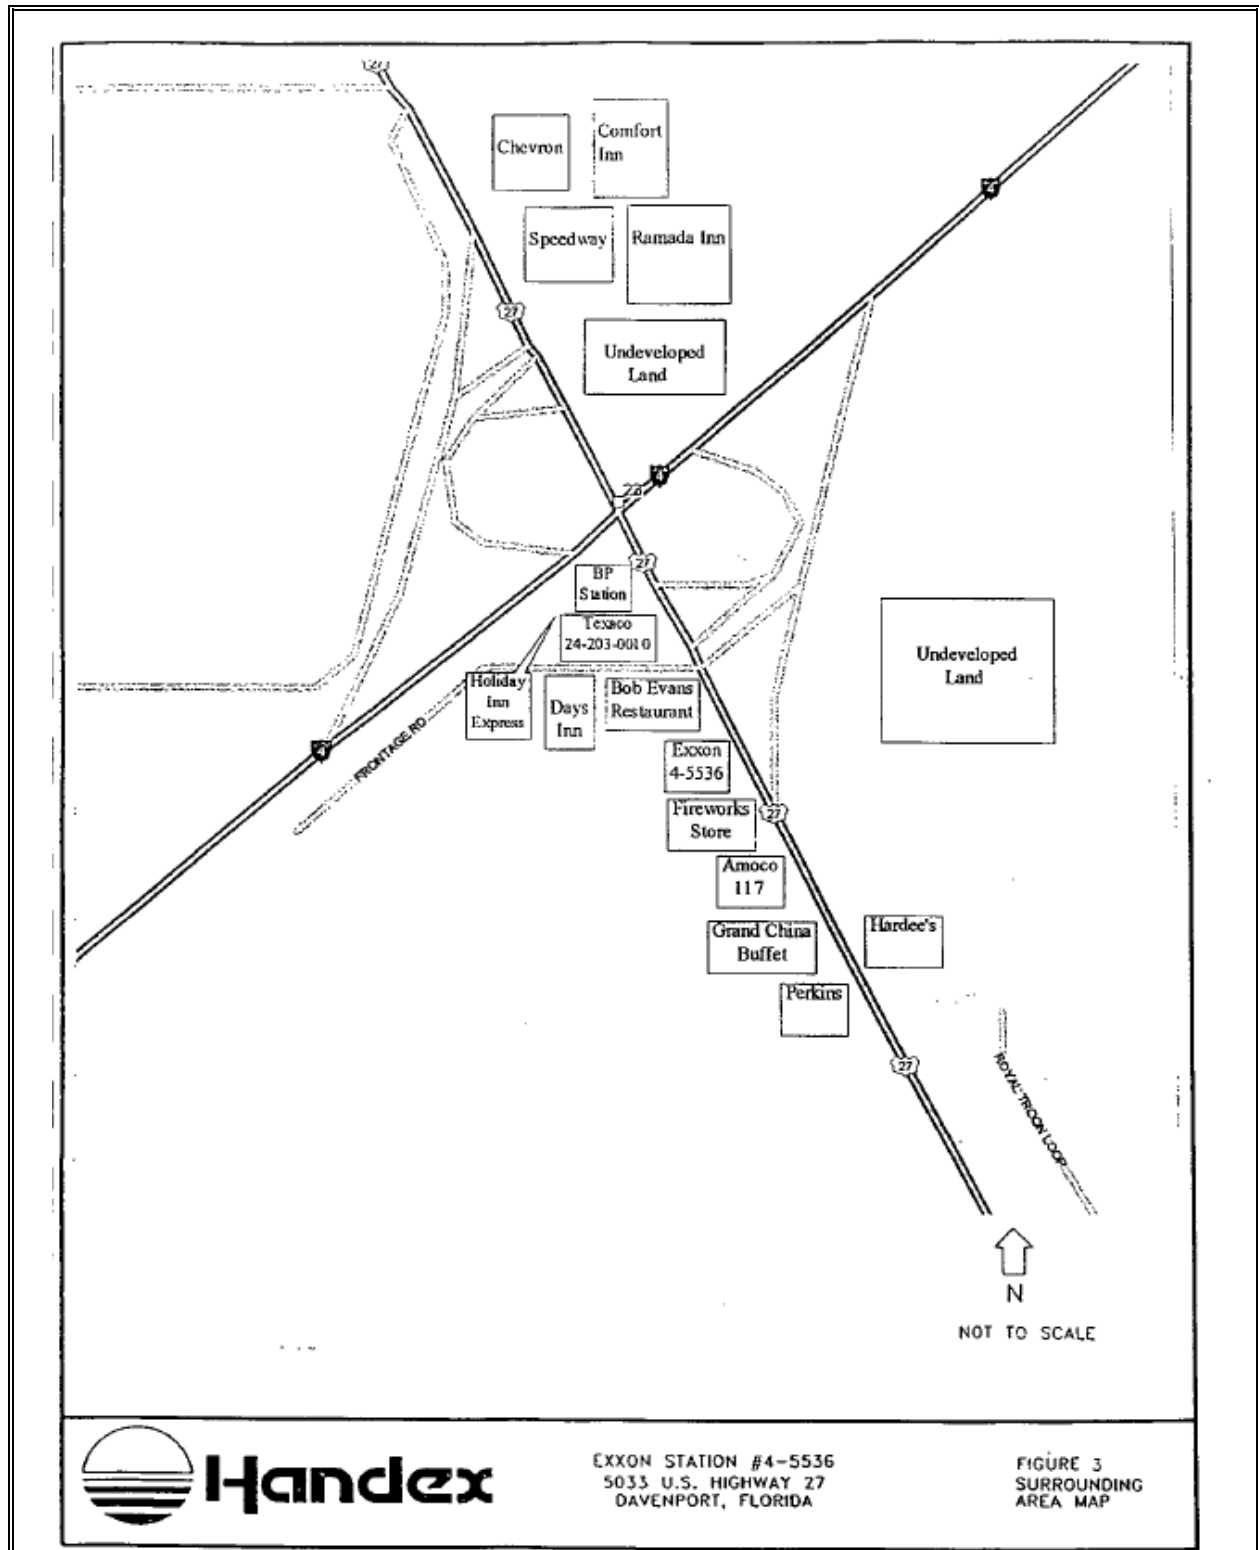 27
Chevron
Comfort
Inn
4
Speedway
Ramada Inn
27
Undeveloped
Land
4
27
BP
Station
Texaco
24-203-0010
Undeveloped
Land
Holiday
Inn
Express
Days
Inn
Bob Evans
Restaurant
4
FRONTAGE RD
Exxon
4-5536
Fireworks
Store
27
Amoco
117
Hardee's
Grand China
Buffet
Perkins
27
ROYAL TROON LOOP
N
NOT TO SCALE
Handex
EXXON STATION #4-5536
5033 U.S. HIGHWAY 27
DAVENPORT, FLORIDA
FIGURE 3
SURROUNDING
AREA MAP